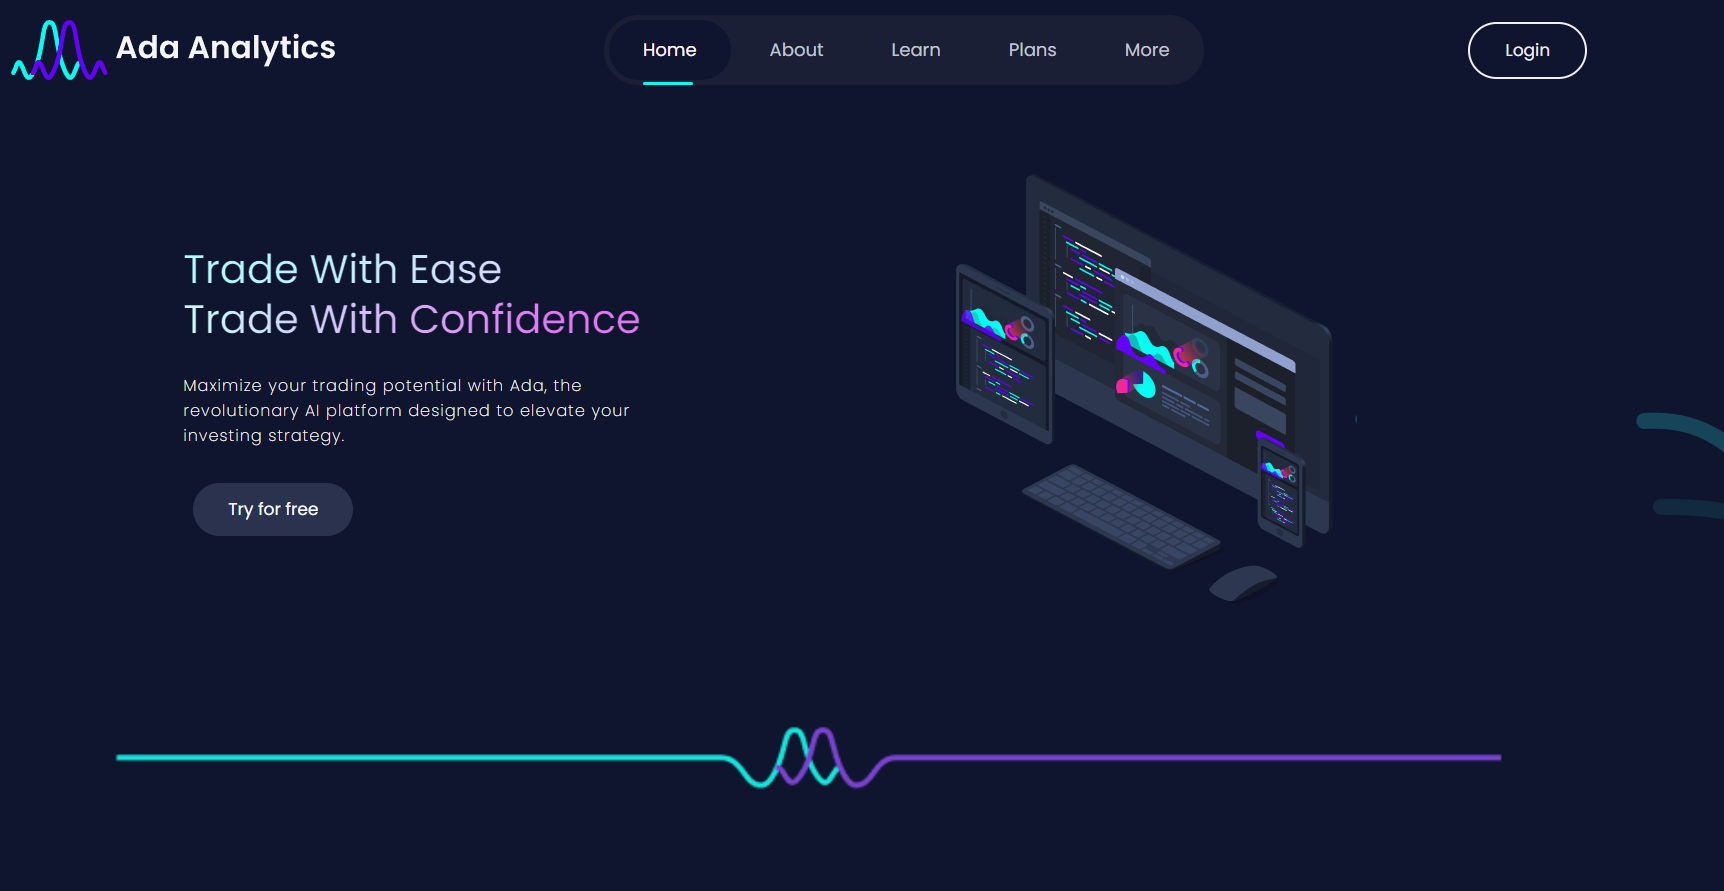 Ada Analytics
Home
About
Learn
Plans
More
Login
Trade With Ease
Trade With Confidence
Maximize your trading potential with Ada, the
revolutionary AI platform designed to elevate your
investing strategy.
Try for free